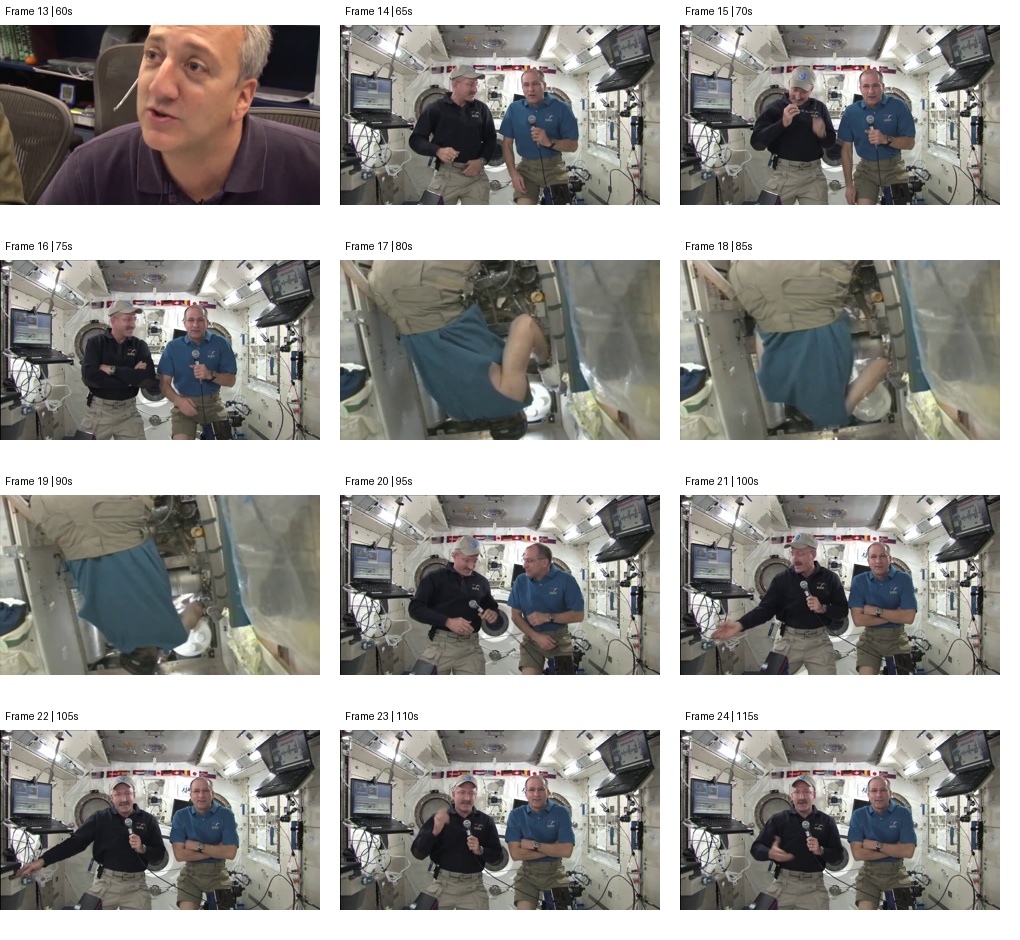 Frame 13 | 60s
Frame 14 | 65s
Frame 15 | 70s
Frame 16 | 75s
Frame 17 | 80s
Frame 18 | 85s
Frame 19 | 90s
Frame 20 | 95s
Frame 21 | 100s
Frame 22 | 105s
Frame 23 | 110s
Frame 24 | 115s